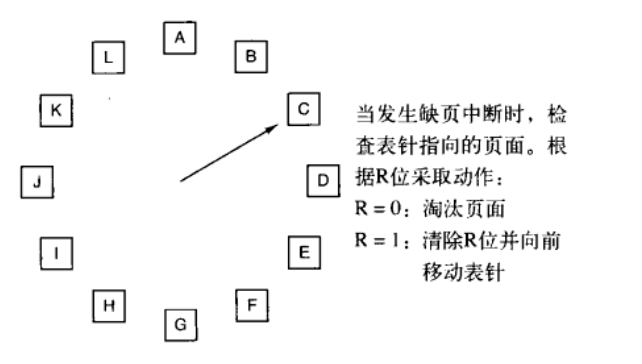 A
B
C
D
E
F
G
H
I
J
K
L
当发生缺页中断时，检
查表针指向的页面。根
据R位采取动作：
R = 0：淘汰页面
R = 1：清除R位并向前
移动表针